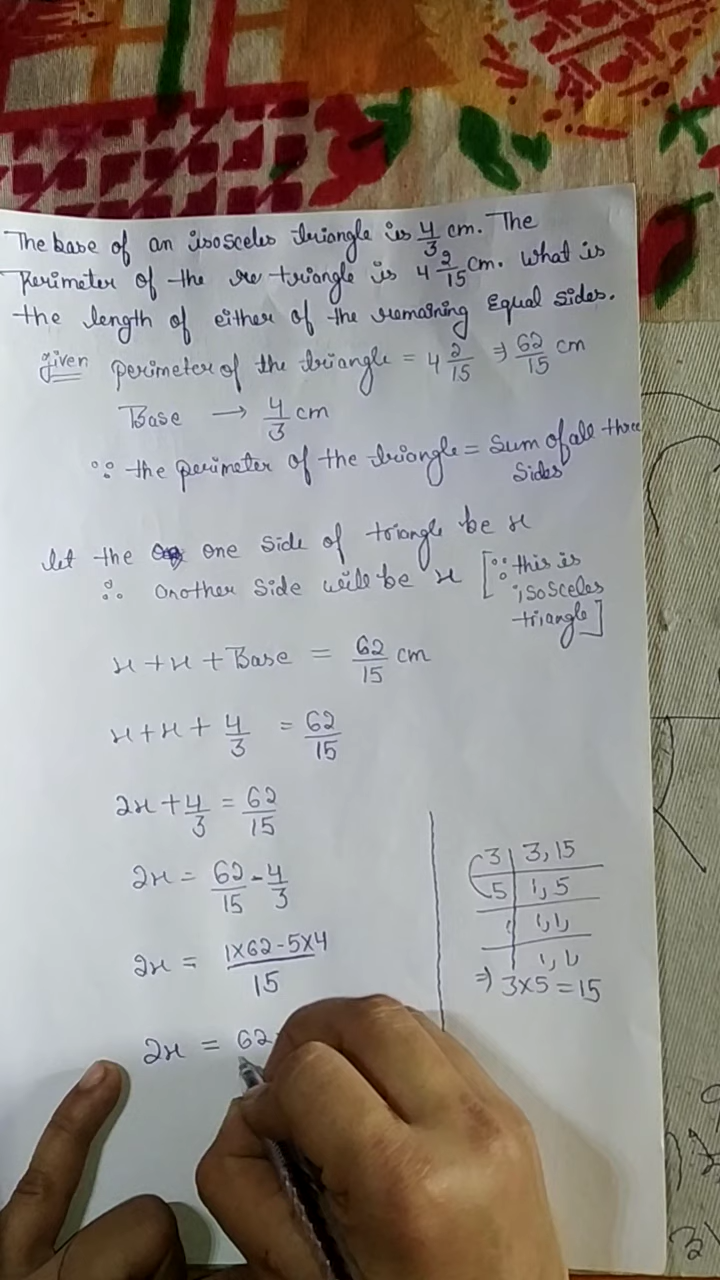 The base of an isosceles triangle is 4/3 cm. The
Perimeter of the re triangle is 4 2/15 cm. What is
the length of either of the remaining Equal sides.
given perimeter of the triangle = 4 2/15 ⇒ 62/15 cm
Base → 4/3 cm
∵ the perimeter of the triangle = Sum of all three
Sides
let the one side of triangle be x
∴ another side will be x [∵ this is
isosceles
triangle]
x + x + Base = 62/15 cm
x + x + 4/3 = 62/15
2x + 4/3 = 62/15
2x = 62/15 - 4/3
2x = 1×62-5×4/15
2x = 62
3 | 3, 15
5 | 1, 5
1, 1
1, 1
⇒ 3×5 = 15